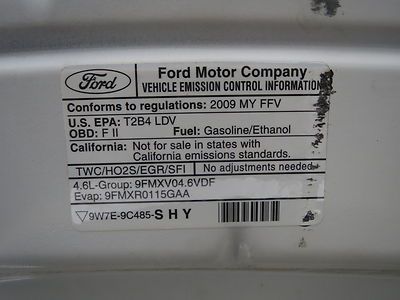 Ford
Ford Motor Company
VEHICLE EMISSION CONTROL INFORMATION
Conforms to regulations: 2009 MY FFV
U.S. EPA: T2B4 LDV
OBD: F II Fuel: Gasoline/Ethanol
California: Not for sale in states with
California emissions standards.
TWC/HO2S/EGR/SFI No adjustments needed
4.6L-Group: 9FMXV04.6VDF
Evap: 9FMXR0115GAA
9W7E-9C485-SHY